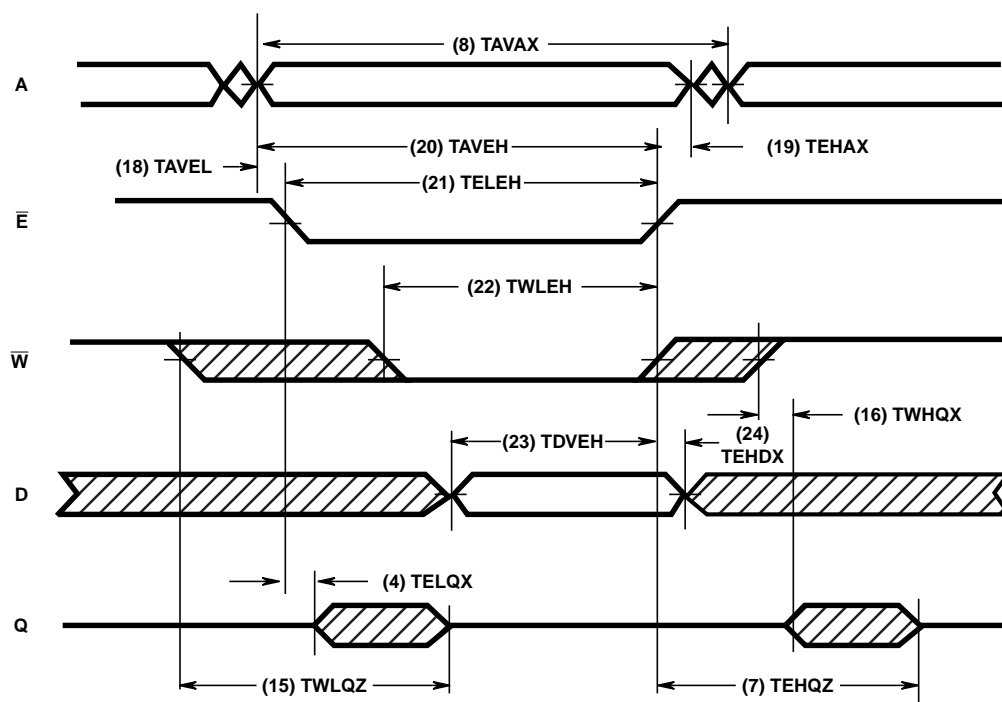 (8) TAVAX
A
(20) TAVEH
(19) TEHAX
(18) TAVEL
(21) TELEH
E̅
(22) TWLEH
W̅
(16) TWHQX
(23) TDVEH
(24)
TEHDX
D
(4) TELQX
Q
(15) TWLQZ
(7) TEHQZ